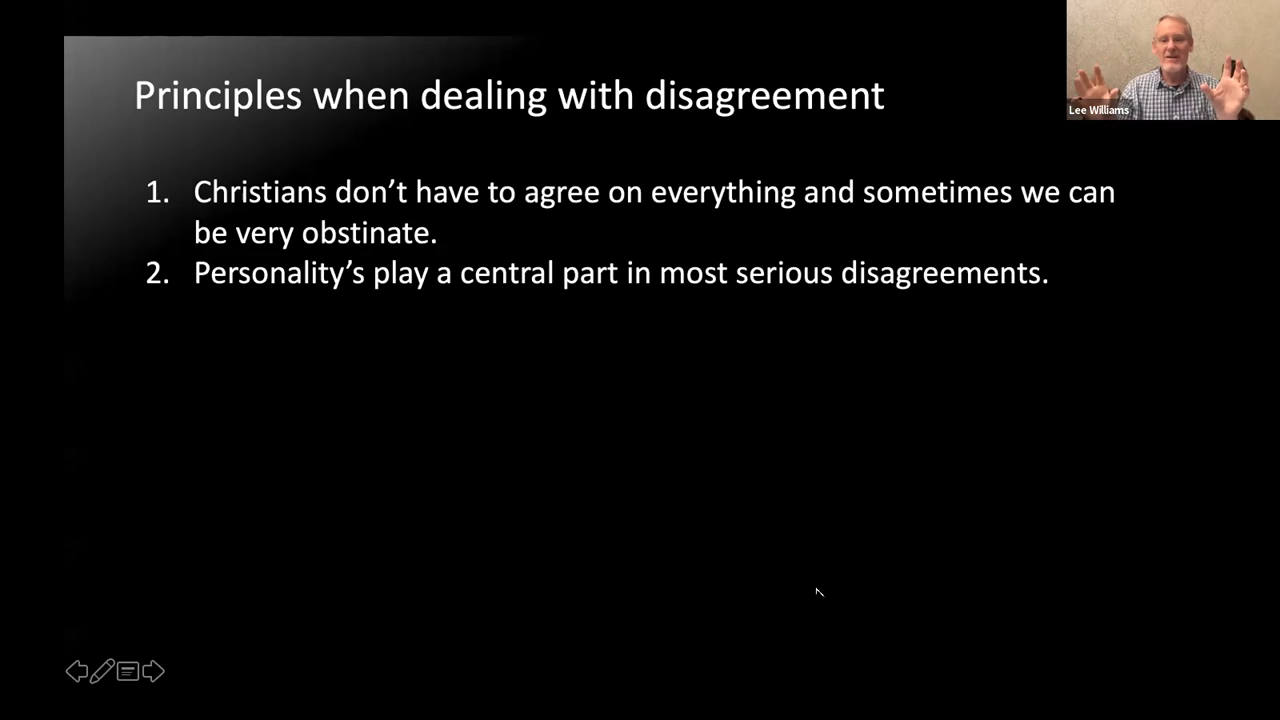 Principles when dealing with disagreement
Lee Williams
1. Christians don’t have to agree on everything and sometimes we can
be very obstinate.
2. Personality’s play a central part in most serious disagreements.